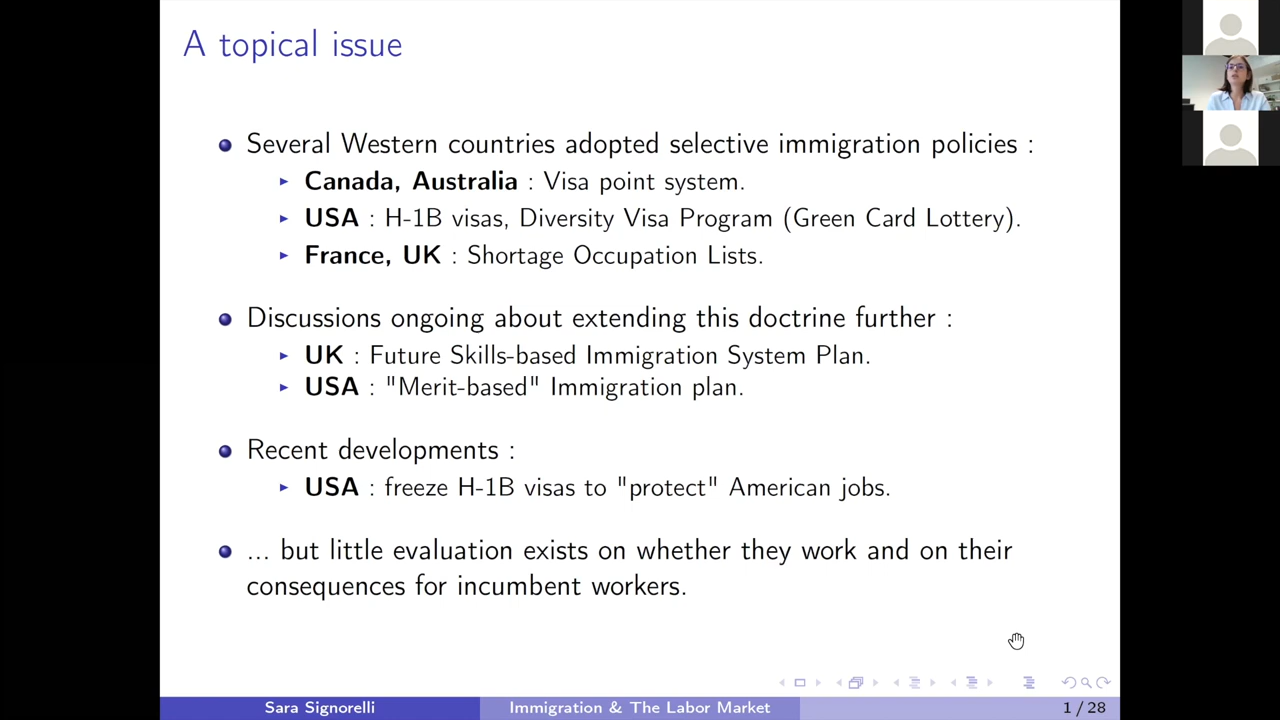 A topical issue
Several Western countries adopted selective immigration policies :
Canada, Australia : Visa point system.
USA : H-1B visas, Diversity Visa Program (Green Card Lottery).
France, UK : Shortage Occupation Lists.
Discussions ongoing about extending this doctrine further :
UK : Future Skills-based Immigration System Plan.
USA : "Merit-based" Immigration plan.
Recent developments :
USA : freeze H-1B visas to "protect" American jobs.
... but little evaluation exists on whether they work and on their
consequences for incumbent workers.
Sara Signorelli
Immigration & The Labor Market
1 / 28